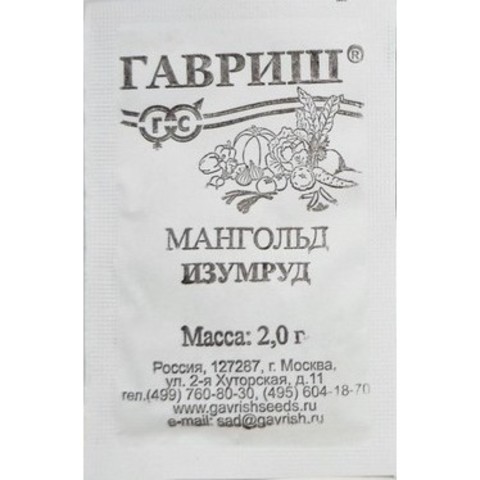 ГАВРИШ®
г-с
МАНГОЛЬД
ИЗУМРУД
Масса: 2,0 г
Россия, 127287, г. Москва,
ул. 2-я Хуторская, д.11
тел.(499) 760-80-30, (495) 604-18-70
www.gavrishseeds.ru
e-mail: sad@gavrish.ru